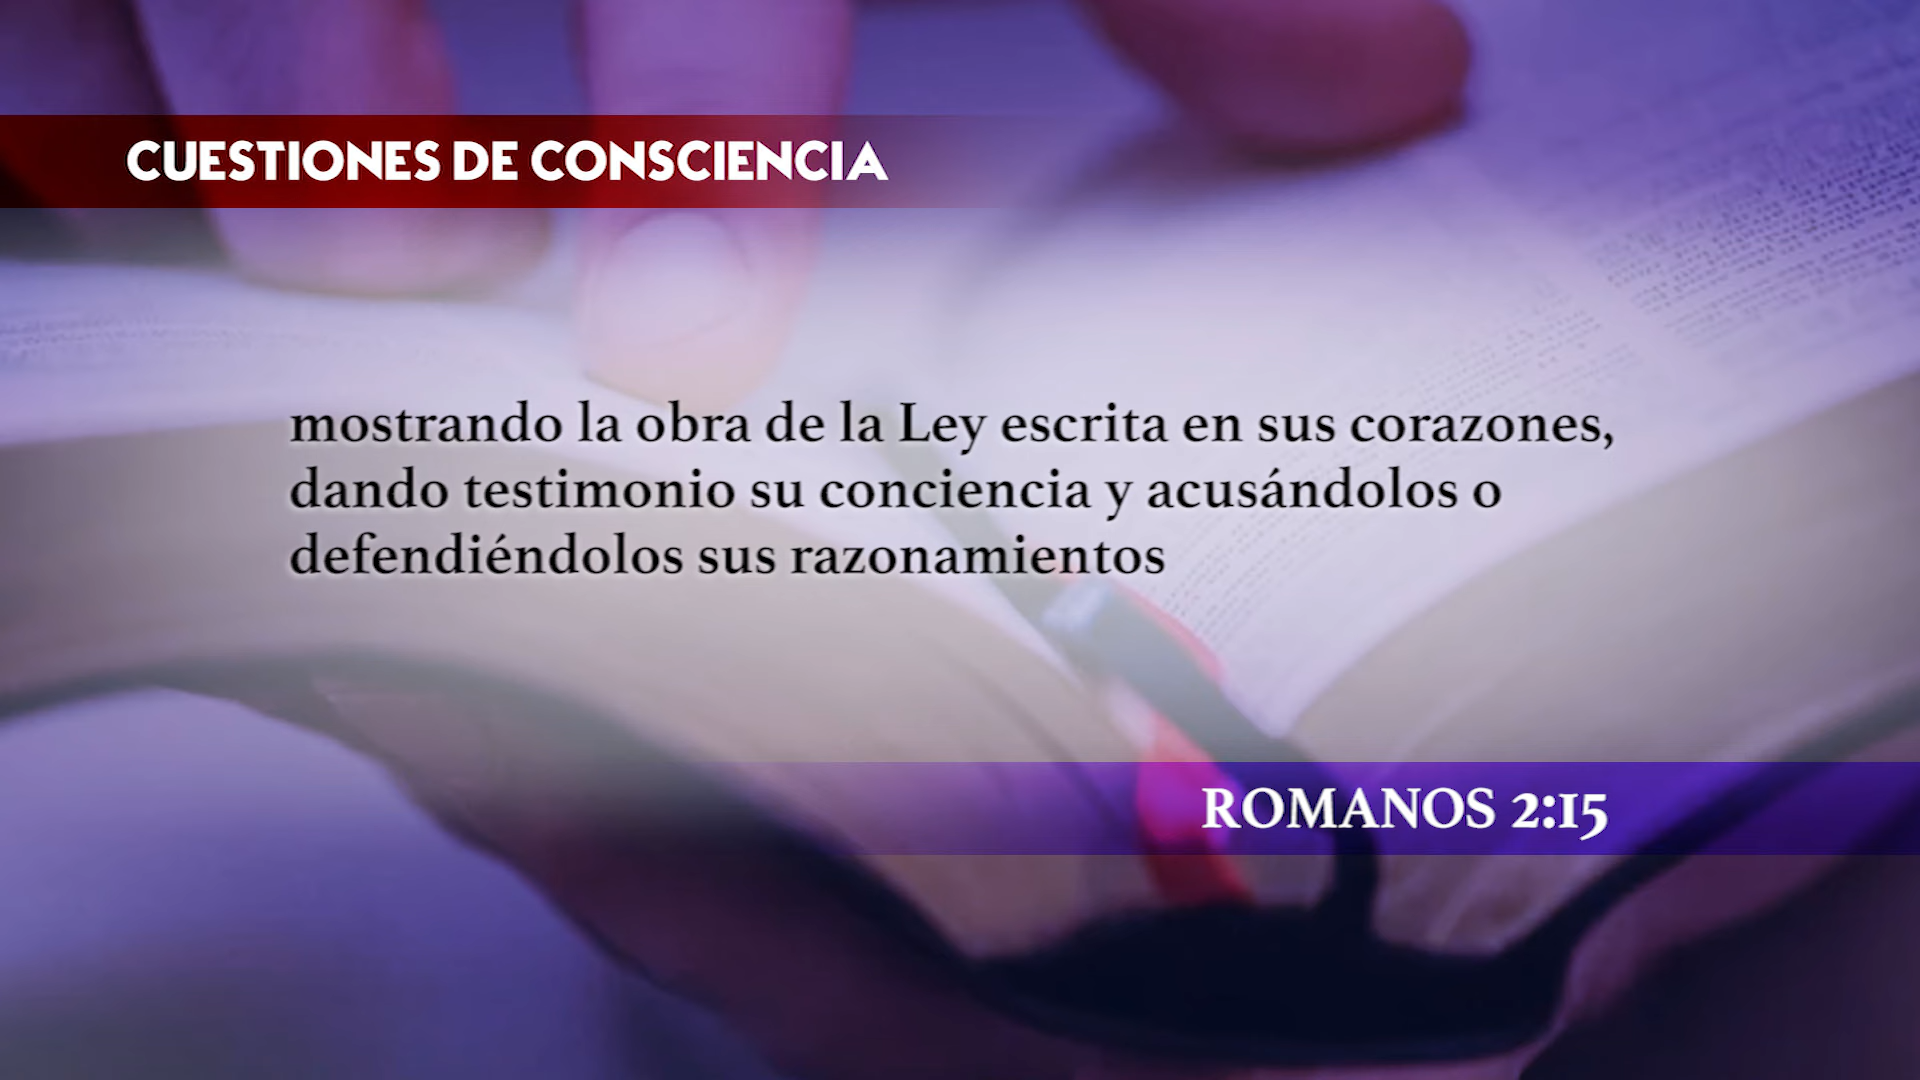 CUESTIONES DE CONSCIENCIA
mostrando la obra de la Ley escrita en sus corazones,
dando testimonio su conciencia y acusándolos o
defendiéndolos sus razonamientos
ROMANOS 2:15